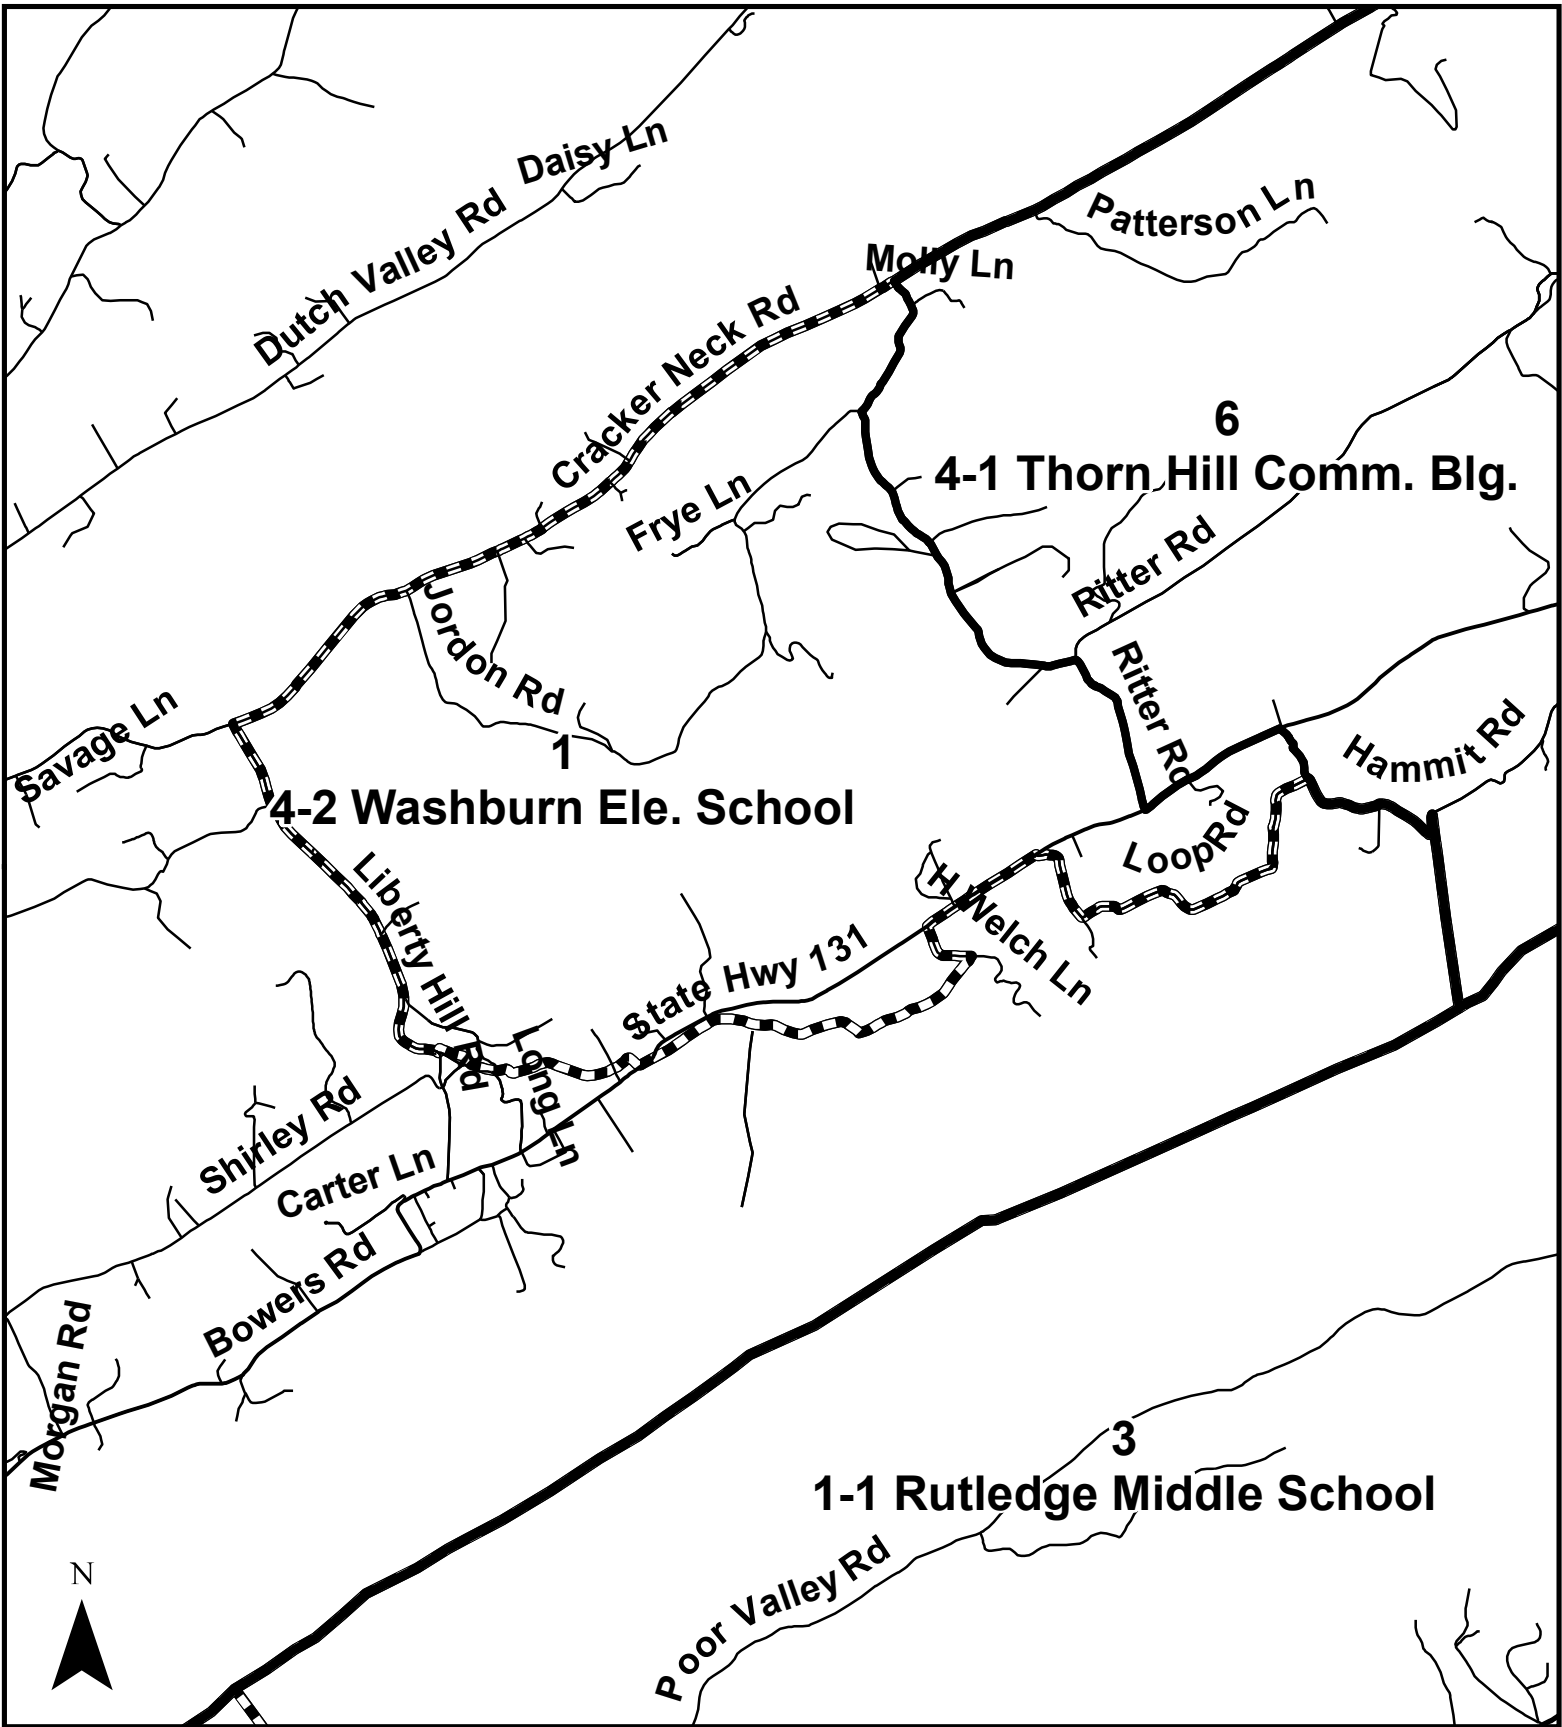 Daisy Ln
Dutch Valley Rd
Patterson Ln
Molly Ln
Cracker Neck Rd
6
4-1 Thorn Hill Comm. Blg.
Frye Ln
Ritter Rd
Jordon Rd
Ritter Rd
Savage Ln
Hammit Rd
1
4-2 Washburn Ele. School
Loop Rd
Liberty Hill Rd
H Welch Ln
State Hwy 131
Long Ln
Shirley Rd
Carter Ln
Bowers Rd
Morgan Rd
3
1-1 Rutledge Middle School
Poor Valley Rd
N